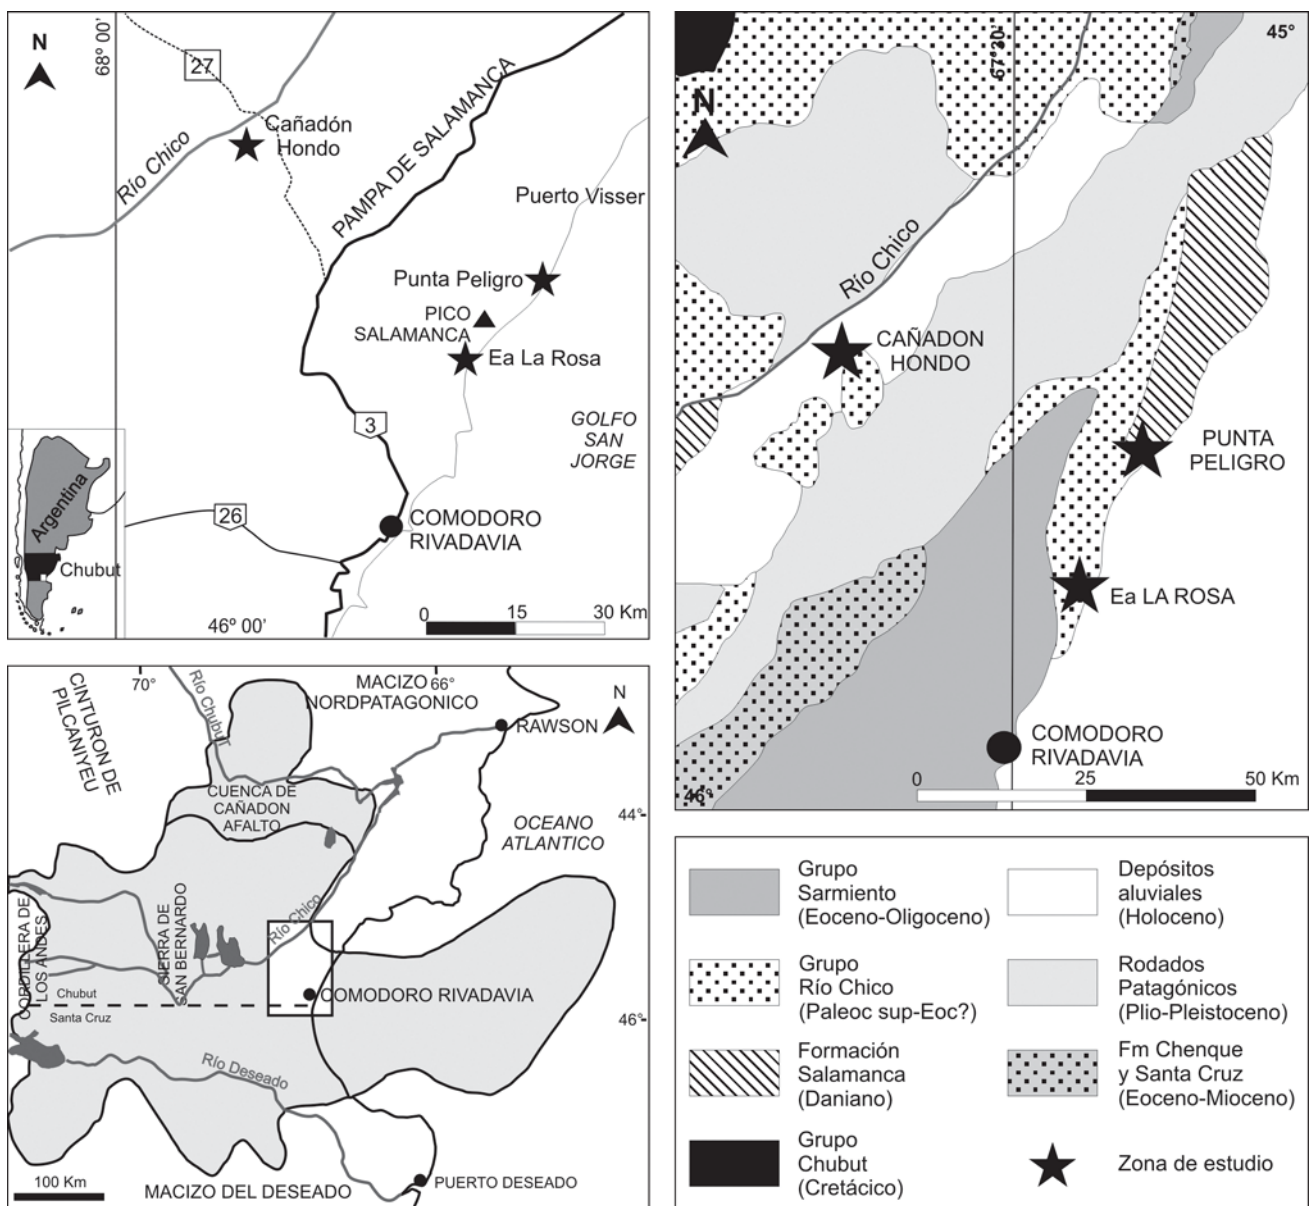 N
68° 00'
27
Cañadón
Hondo
Río Chico
PAMPA DE SALAMANCA
Puerto Visser
Punta Peligro
PICO
SALAMANCA
Ea La Rosa
3
GOLFO
SAN
JORGE
Argentina
Chubut
26
COMODORO
RIVADAVIA
46° 00'
0 15 30 Km
70°
66°
N
CINTURON DE
PILCANIYEU
Río Chubut
MACIZO
NORDPATAGONICO
RAWSON
CUENCA DE
CAÑADON
AFALTO
44°
OCEANO
ATLANTICO
CORDILLERA DE
LOS ANDES
SIERRA DE
SAN BERNARDO
Río Chico
Chubut
Santa Cruz
COMODORO RIVADAVIA
46°
Río Deseado
100 Km
MACIZO DEL DESEADO
PUERTO DESEADO
67°30'
45°
N
Río Chico
CAÑADON
HONDO
PUNTA
PELIGRO
Ea LA ROSA
COMODORO
RIVADAVIA
46°
0 25 50 Km
Grupo
Sarmiento
(Eoceno-Oligoceno)
Grupo
Río Chico
(Paleoc sup-Eoc?)
Formación
Salamanca
(Daniano)
Grupo
Chubut
(Cretácico)
Depósitos
aluviales
(Holoceno)
Rodados
Patagónicos
(Plio-Pleistoceno)
Fm Chenque
y Santa Cruz
(Eoceno-Mioceno)
Zona de estudio